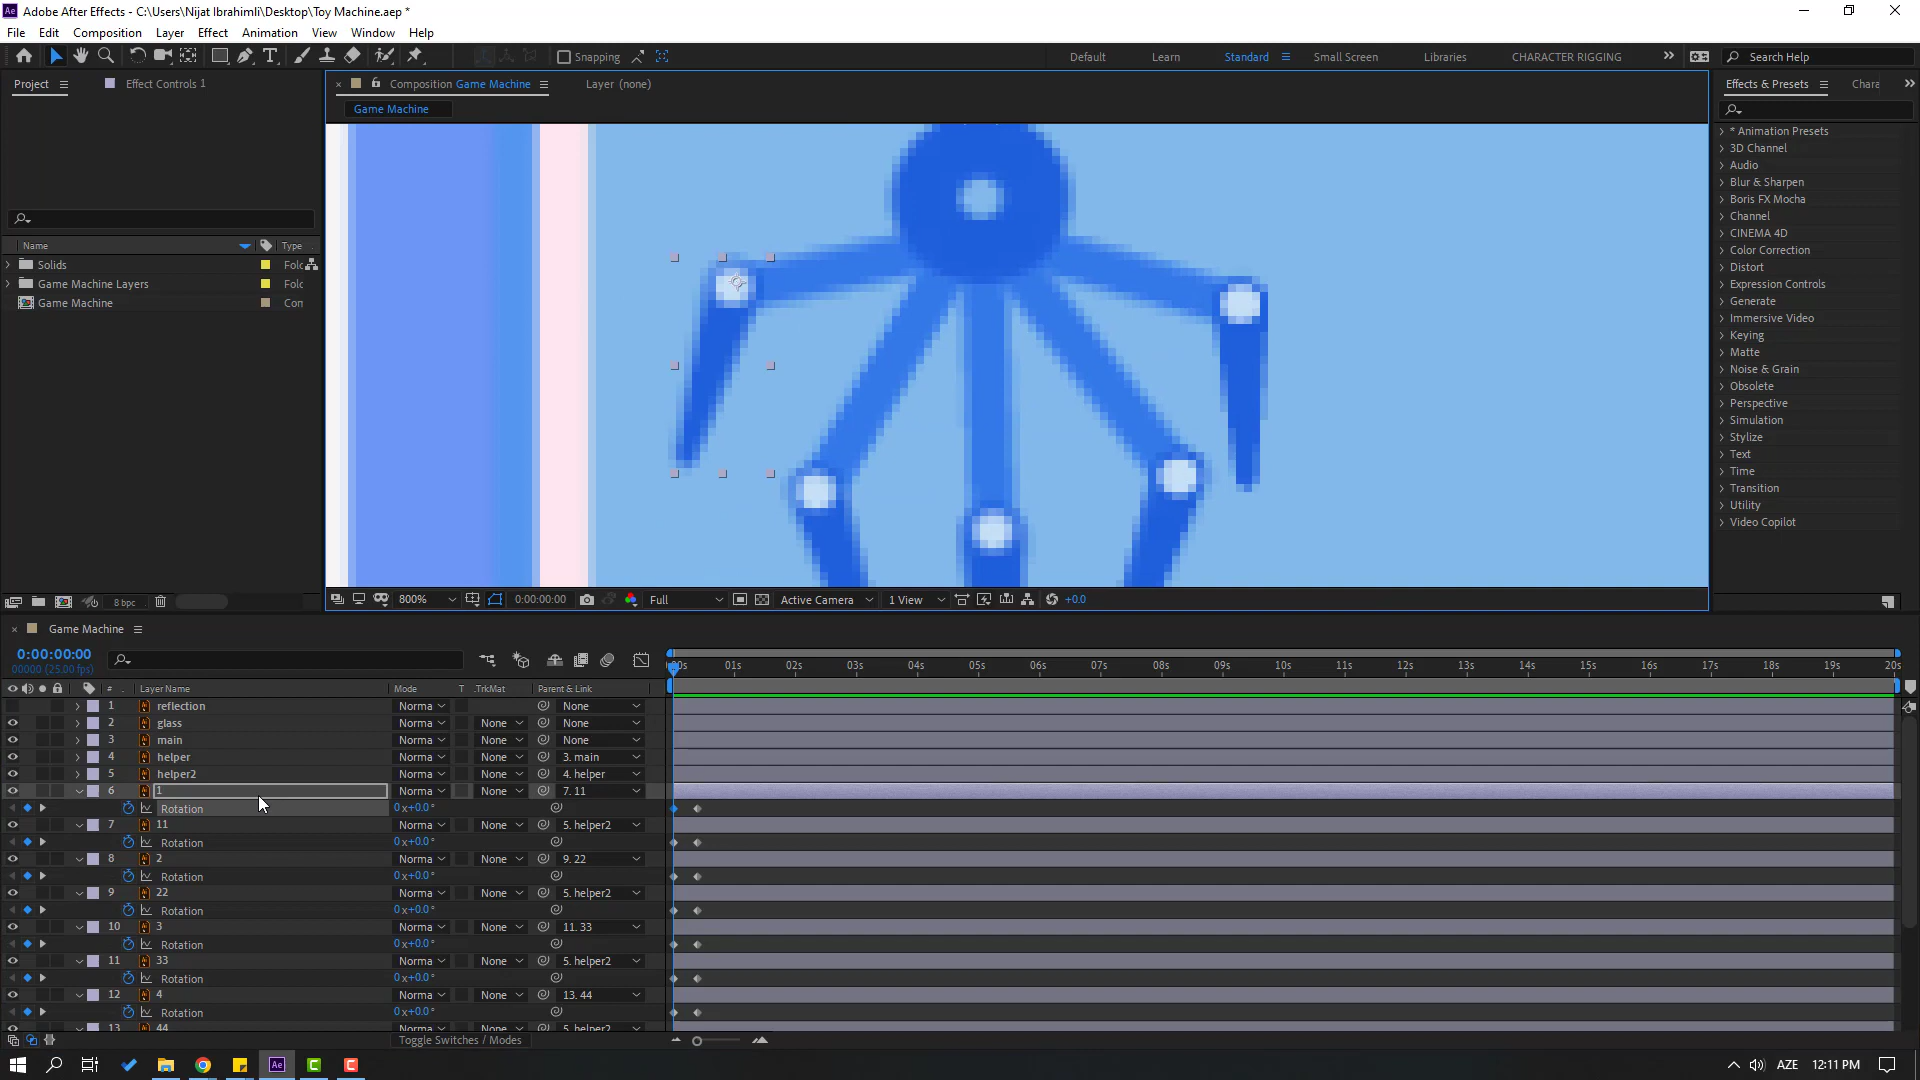 Adobe After Effects - C:\Users\Nijat Ibrahimli\Desktop\Toy Machine.aep *
File Edit Composition Layer Effect Animation View Window Help
Snapping Default Learn Standard Small Screen Libraries CHARACTER RIGGING Search Help
Project Effect Controls 1 Composition Game Machine Layer (none) Effects & Presets Chara
Game Machine
* Animation Presets
3D Channel
Audio
Blur & Sharpen
Boris FX Mocha
Channel
CINEMA 4D
Color Correction
Distort
Expression Controls
Generate
Immersive Video
Keying
Matte
Noise & Grain
Obsolete
Perspective
Simulation
Stylize
Text
Time
Transition
Utility
Video Copilot
Name Type
Solids Folc
Game Machine Layers Folc
Game Machine Con
8 bpc 800% 0:00:00:00 Full Active Camera 1 View +0.0
Game Machine
0:00:00:00
00000 (25.00 fps)
00s 01s 02s 03s 04s 05s 06s 07s 08s 09s 10s 11s 12s 13s 14s 15s 16s 17s 18s 19s 20s
# Layer Name Mode T .TrkMat Parent & Link
1 reflection Norma None
2 glass Norma None None
3 main Norma None None
4 helper Norma None 3. main
5 helper2 Norma None 4. helper
6 1 Norma None 7. 11
Rotation 0x+0.0°
7 11 Norma None 5. helper2
Rotation 0x+0.0°
8 2 Norma None 9. 22
Rotation 0x+0.0°
9 22 Norma None 5. helper2
Rotation 0x+0.0°
10 3 Norma None 11. 33
Rotation 0x+0.0°
11 33 Norma None 5. helper2
Rotation 0x+0.0°
12 4 Norma None 13. 44
Rotation 0x+0.0°
13 44 Norma None 5. helper2
Toggle Switches / Modes
AZE 12:11 PM